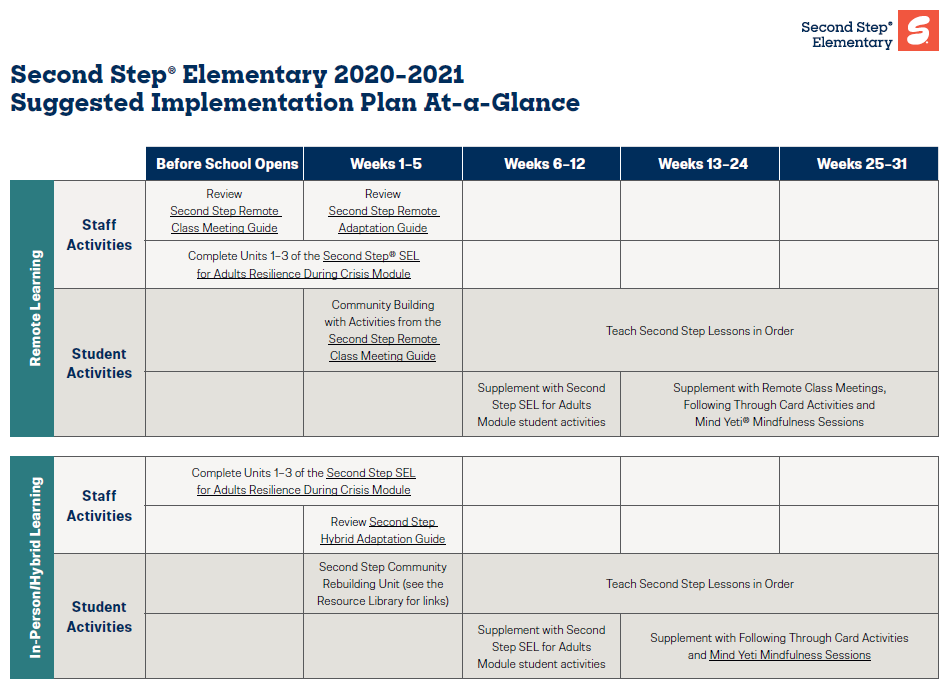 Second Step®
Elementary
Second Step® Elementary 2020–2021
Suggested Implementation Plan At-a-Glance
Before School Opens
Weeks 1–5
Weeks 6–12
Weeks 13–24
Weeks 25–31
Remote Learning
Staff
Activities
Review
Second Step Remote
Class Meeting Guide
Review
Second Step Remote
Adaptation Guide
Complete Units 1–3 of the Second Step® SEL
for Adults Resilience During Crisis Module
Student
Activities
Community Building
with Activities from the
Second Step Remote
Class Meeting Guide
Teach Second Step Lessons in Order
Supplement with Second
Step SEL for Adults
Module student activities
Supplement with Remote Class Meetings,
Following Through Card Activities and
Mind Yeti® Mindfulness Sessions
In-Person/Hybrid Learning
Staff
Activities
Complete Units 1–3 of the Second Step SEL
for Adults Resilience During Crisis Module
Review Second Step
Hybrid Adaptation Guide
Student
Activities
Second Step Community
Rebuilding Unit (see the
Resource Library for links)
Teach Second Step Lessons in Order
Supplement with Second
Step SEL for Adults
Module student activities
Supplement with Following Through Card Activities
and Mind Yeti Mindfulness Sessions